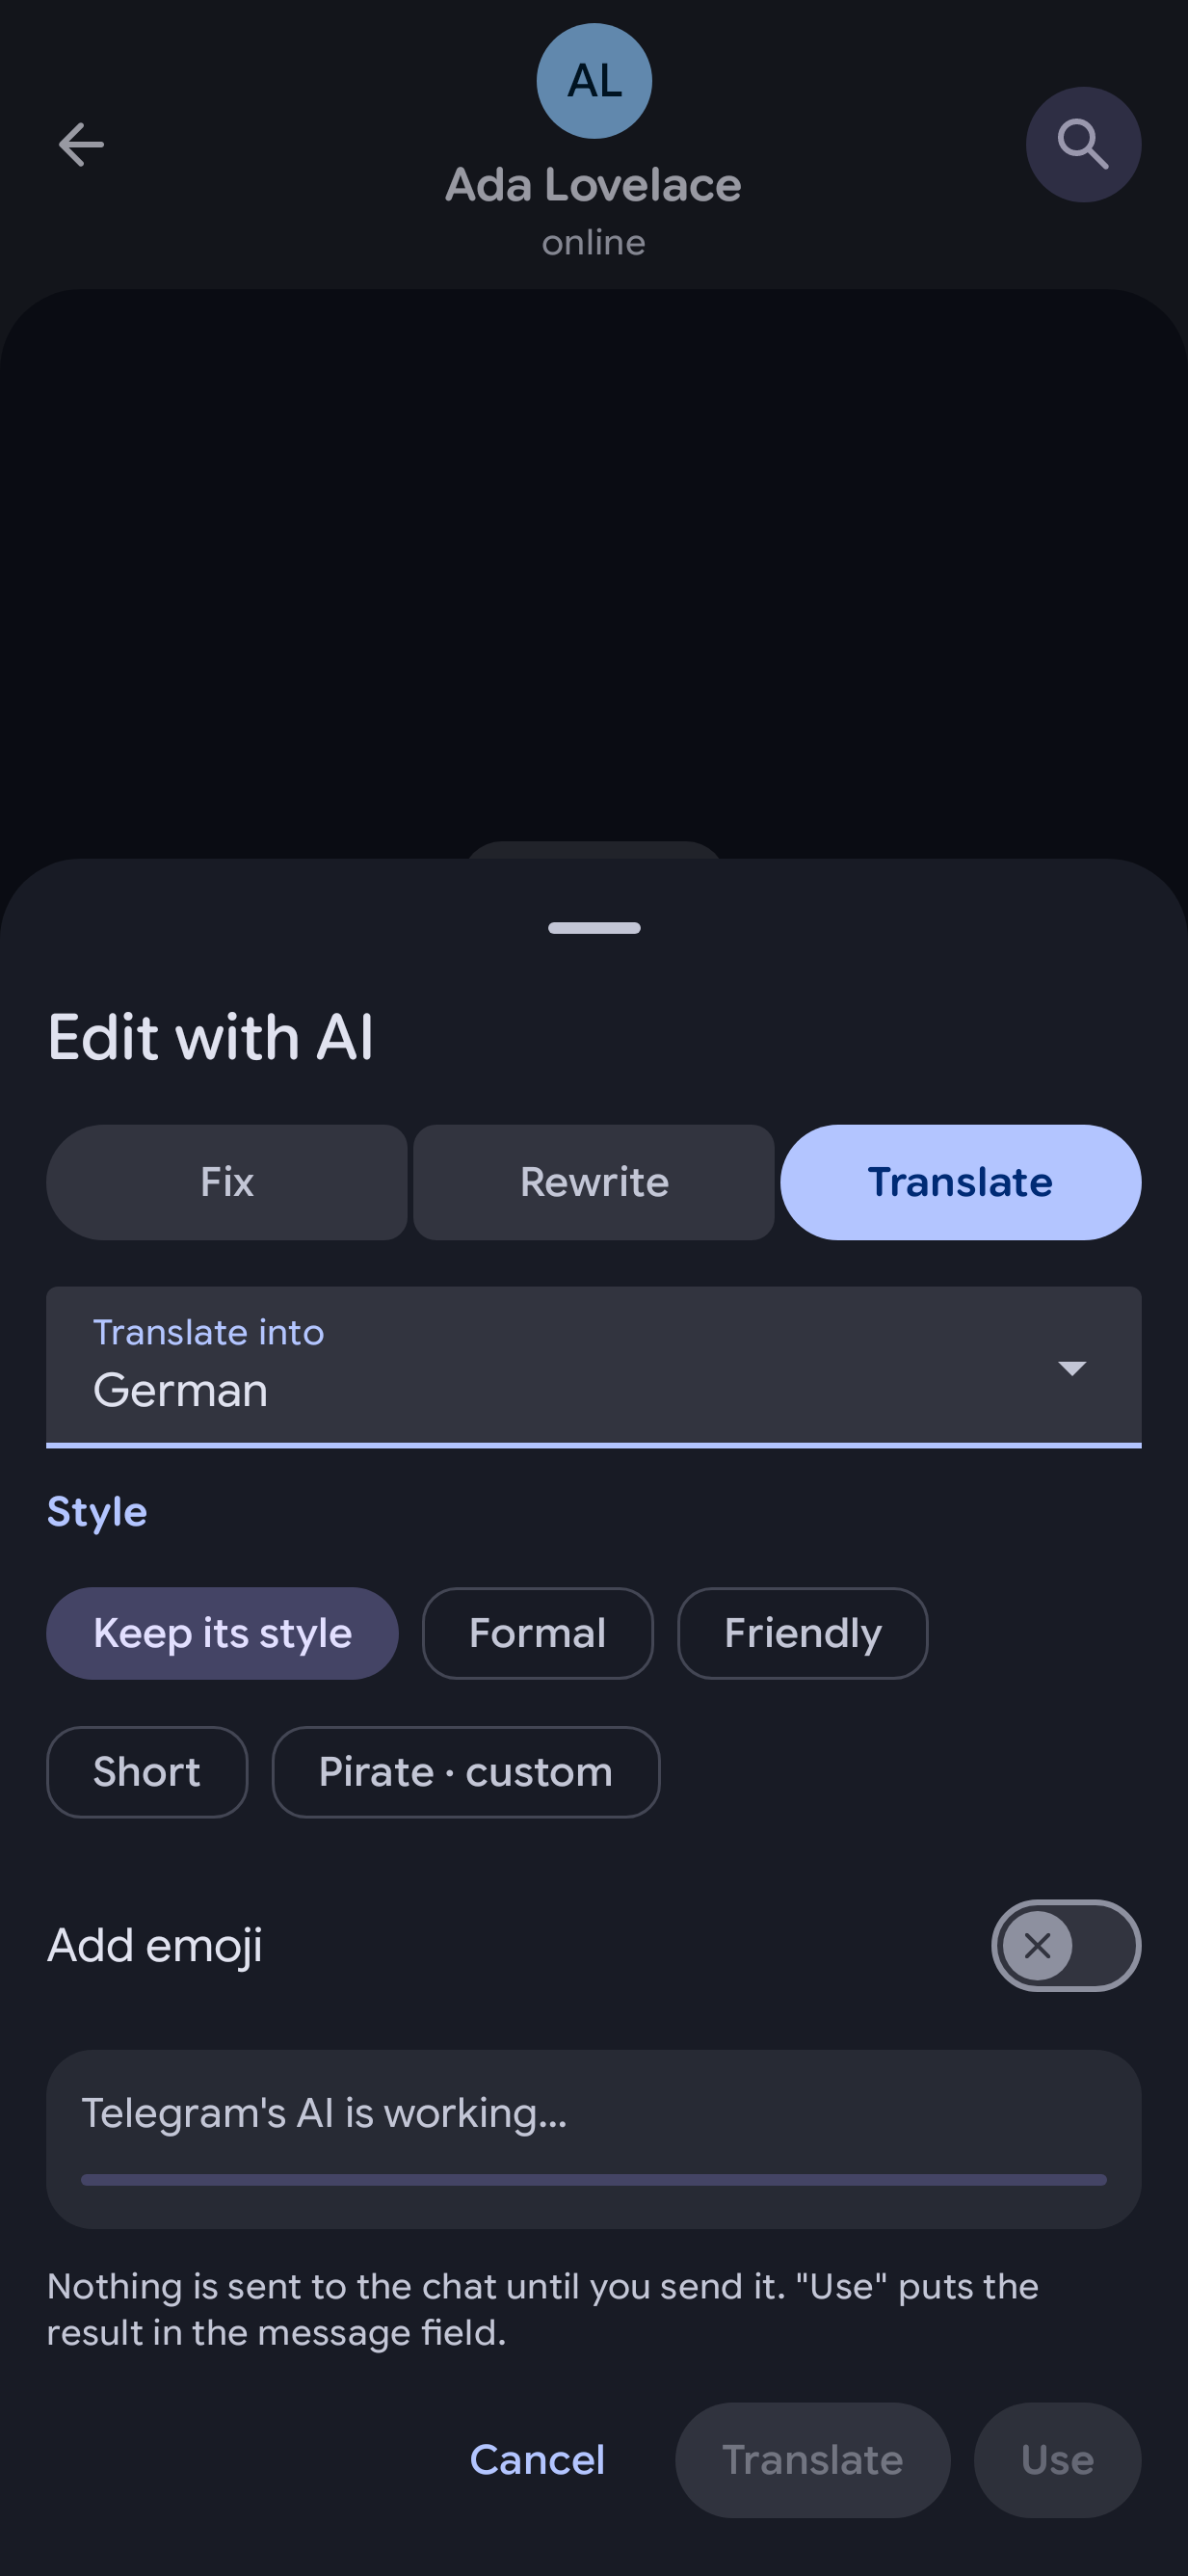 AL
Ada Lovelace
online
Edit with AI
Fix
Rewrite
Translate
Translate into
German
Style
Keep its style
Formal
Friendly
Short
Pirate · custom
Add emoji
Telegram's AI is working...
Nothing is sent to the chat until you send it. "Use" puts the
result in the message field.
Cancel
Translate
Use